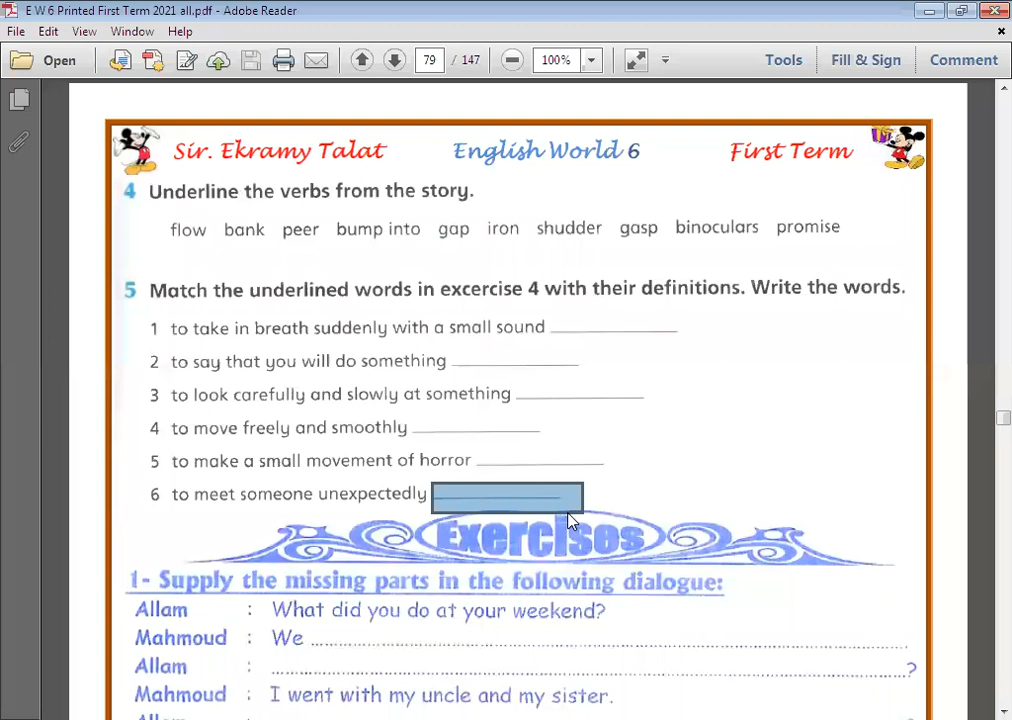 E W 6 Printed First Term 2021 all.pdf - Adobe Reader
File Edit View Window Help
Open 79 / 147 100% Tools Fill & Sign Comment
Sir. Ekramy Talat English World 6 First Term
4 Underline the verbs from the story.
flow bank peer bump into gap iron shudder gasp binoculars promise
5 Match the underlined words in excercise 4 with their definitions. Write the words.
1 to take in breath suddenly with a small sound ____________
2 to say that you will do something ____________
3 to look carefully and slowly at something ____________
4 to move freely and smoothly ____________
5 to make a small movement of horror ____________
6 to meet someone unexpectedly ____________
Exercises
1- Supply the missing parts in the following dialogue:
Allam : What did you do at your weekend?
Mahmoud : We ........................................................
Allam : ........................................................?
Mahmoud : I went with my uncle and my sister.